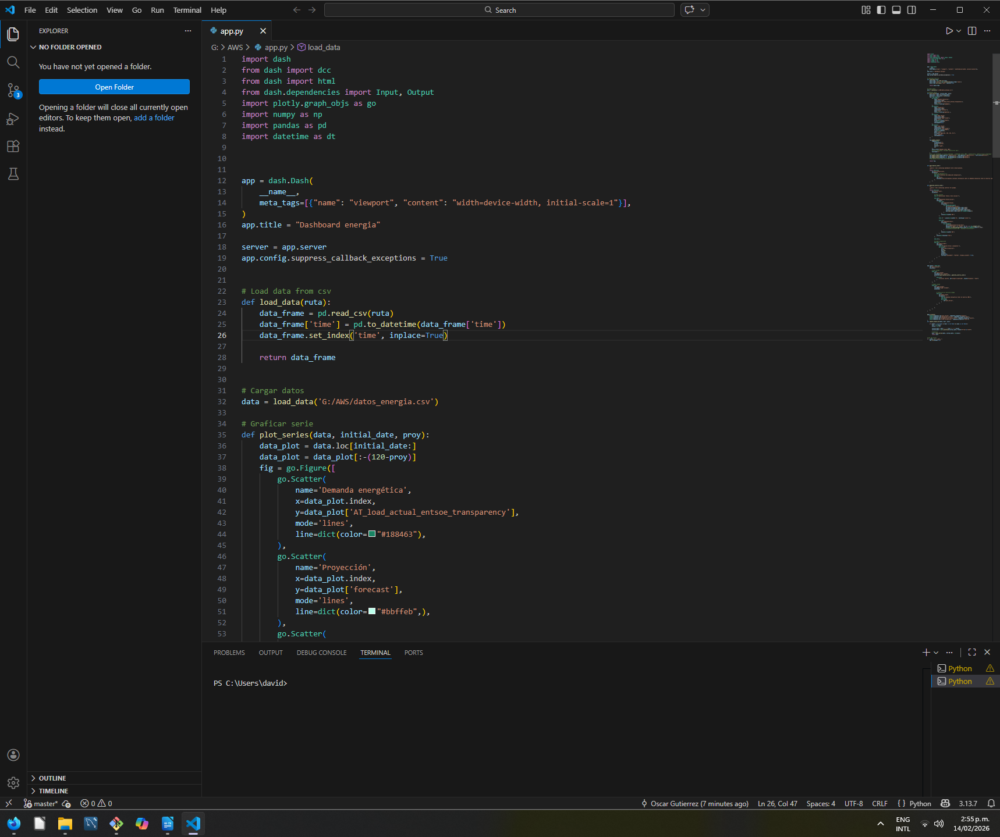 File Edit Selection View Go Run Terminal Help
Search
EXPLORER
NO FOLDER OPENED
You have not yet opened a folder.
Open Folder
Opening a folder will close all currently open
editors. To keep them open, add a folder
instead.
3
app.py
G: > AWS > app.py > load_data
1 import dash
2 from dash import dcc
3 from dash import html
4 from dash.dependencies import Input, Output
5 import plotly.graph_objs as go
6 import numpy as np
7 import pandas as pd
8 import datetime as dt
9
10
11
12 app = dash.Dash(
13 __name__,
14 meta_tags=[{"name": "viewport", "content": "width=device-width, initial-scale=1"}],
15 )
16 app.title = "Dashboard energia"
17
18 server = app.server
19 app.config.suppress_callback_exceptions = True
20
21
22 # Load data from csv
23 def load_data(ruta):
24 data_frame = pd.read_csv(ruta)
25 data_frame['time'] = pd.to_datetime(data_frame['time'])
26 data_frame.set_index('time', inplace=True)
27
28 return data_frame
29
30
31 # Cargar datos
32 data = load_data('G:/AWS/datos_energia.csv')
33
34 # Graficar serie
35 def plot_series(data, initial_date, proy):
36 data_plot = data.loc[initial_date:]
37 data_plot = data_plot[:-(120-proy)]
38 fig = go.Figure([
39 go.Scatter(
40 name='Demanda energética',
41 x=data_plot.index,
42 y=data_plot['AT_load_actual_entsoe_transparency'],
43 mode='lines',
44 line=dict(color="#188463"),
45 ),
46 go.Scatter(
47 name='Proyección',
48 x=data_plot.index,
49 y=data_plot['forecast'],
50 mode='lines',
51 line=dict(color="#bbffeb",),
52 ),
53 go.Scatter(
PROBLEMS OUTPUT DEBUG CONSOLE TERMINAL PORTS
PS C:\Users\david>
Python
Python
OUTLINE
TIMELINE
master* 0 0 Oscar Gutierrez (7 minutes ago) Ln 26, Col 47 Spaces: 4 UTF-8 CRLF { } Python 3.13.7
ENG
INTL
2:55 p. m.
14/02/2026